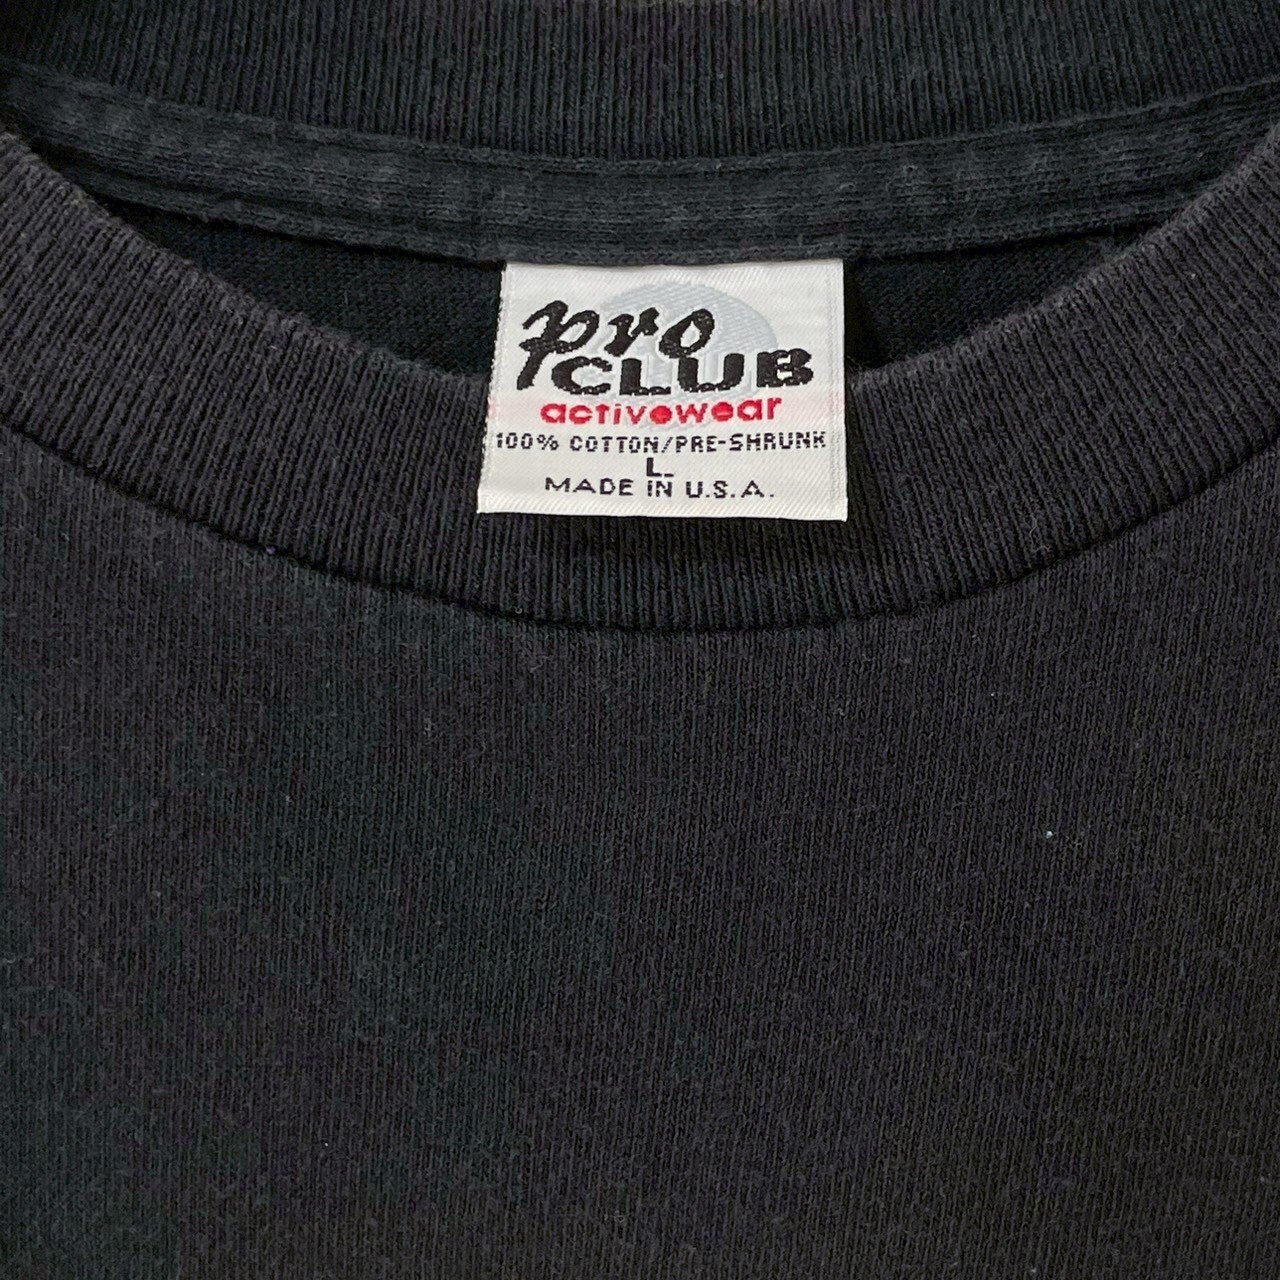 pro
CLUB
activewear
100% COTTON/PRE-SHRUNK
L.
MADE IN U.S.A.